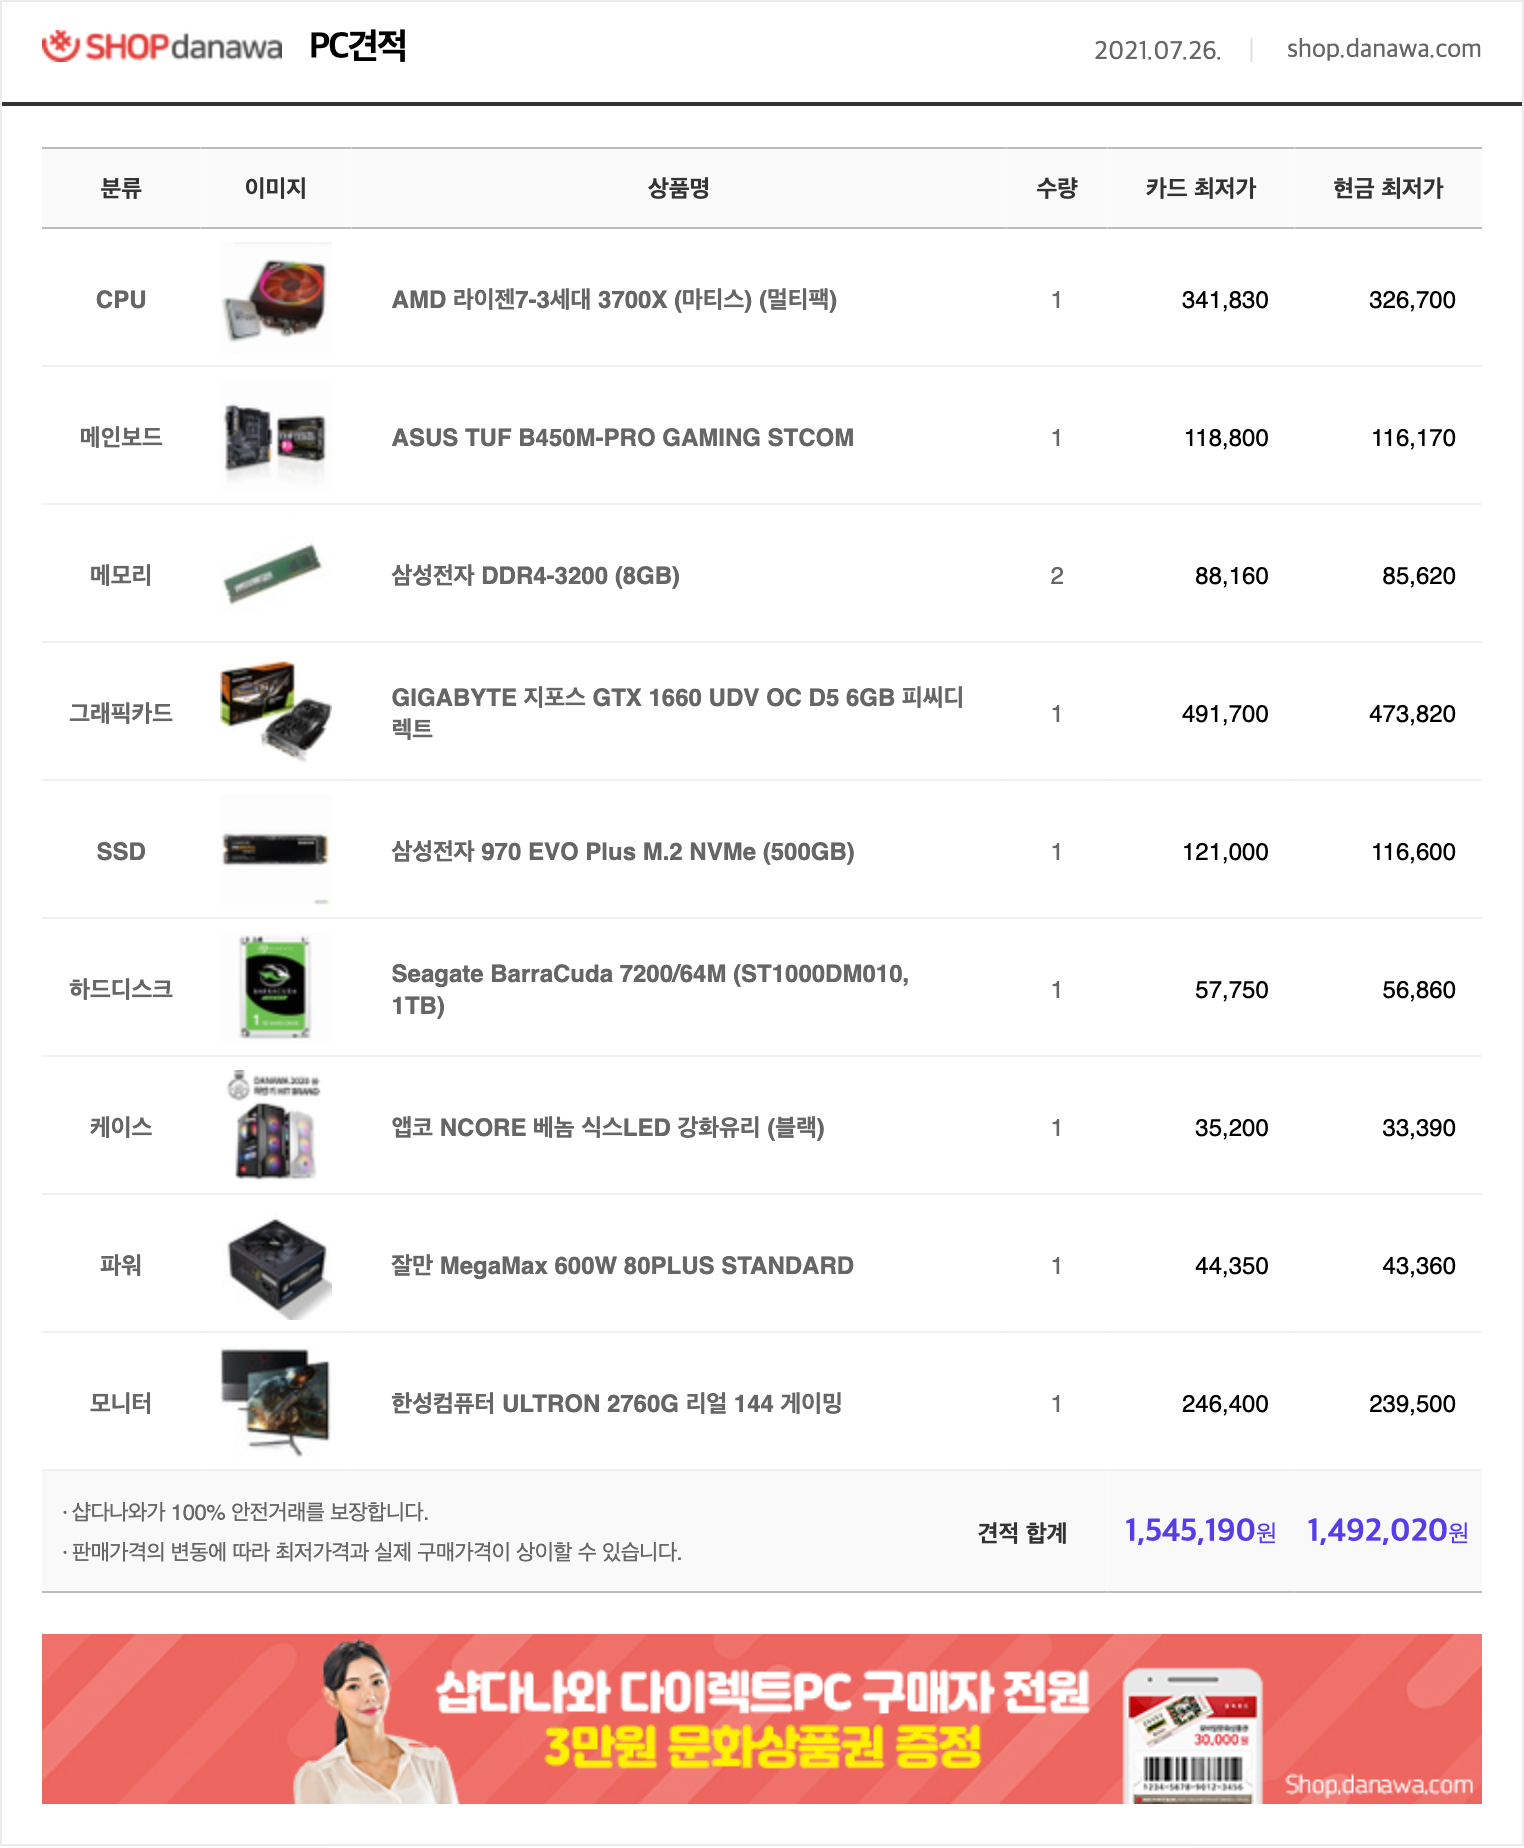 SHOPdanawa PC견적
2021.07.26. shop.danawa.com
분류 이미지 상품명 수량 카드 최저가 현금 최저가
CPU AMD 라이젠7-3세대 3700X (마티스) (멀티팩) 1 341,830 326,700
메인보드 ASUS TUF B450M-PRO GAMING STCOM 1 118,800 116,170
메모리 삼성전자 DDR4-3200 (8GB) 2 88,160 85,620
그래픽카드 GIGABYTE 지포스 GTX 1660 UDV OC D5 6GB 피씨디
렉트 1 491,700 473,820
SSD 삼성전자 970 EVO Plus M.2 NVMe (500GB) 1 121,000 116,600
하드디스크 Seagate BarraCuda 7200/64M (ST1000DM010,
1TB) 1 57,750 56,860
DANAWA 2020
HIT BRAND
케이스 앱코 NCORE 베놈 식스LED 강화유리 (블랙) 1 35,200 33,390
파워 잘만 MegaMax 600W 80PLUS STANDARD 1 44,350 43,360
모니터 한성컴퓨터 ULTRON 2760G 리얼 144 게이밍 1 246,400 239,500
· 샵다나와가 100% 안전거래를 보장합니다.
· 판매가격의 변동에 따라 최저가격과 실제 구매가격이 상이할 수 있습니다.
견적 합계 1,545,190원 1,492,020원
샵다나와 다이렉트PC 구매자 전원
3만원 문화상품권 증정
30,000원
1234-5678-9012-3456
Shop.danawa.com